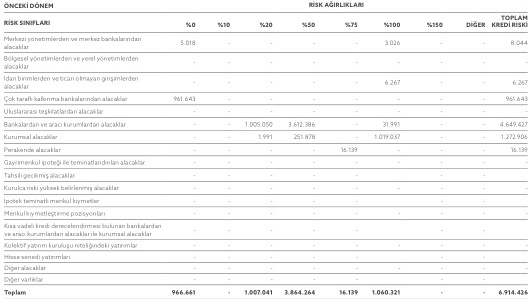 ÖNCEKİ DÖNEM RİSK AĞIRLIKLARI
RİSK SINIFLARI %0 %10 %20 %50 %75 %100 %150 DİĞER TOPLAM KREDİ RİSKİ
Merkezi yönetimlerden ve merkez bankalarından
alacaklar 5.018 - - - - 3.026 - - 8.044
Bölgesel yönetimlerden ve yerel yönetimlerden
alacaklar - - - - - - - - -
İdari birimlerden ve ticari olmayan girişimlerden
alacaklar - - - - - 6.267 - - 6.267
Çok taraflı kalkınma bankalarından alacaklar 961.643 - - - - - - - 961.643
Uluslararası teşkilatlardan alacaklar - - - - - - - - -
Bankalardan ve aracı kurumlardan alacaklar - - 1.005.050 3.612.386 - 31.991 - - 4.649.427
Kurumsal alacaklar - - 1.991 251.878 - 1.019.037 - - 1.272.906
Perakende alacaklar - - - - 16.139 - - - 16.139
Gayrimenkul ipoteği ile teminatlandırılan alacaklar - - - - - - - - -
Tahsili gecikmiş alacaklar - - - - - - - - -
Kurulca riski yüksek belirlenmiş alacaklar - - - - - - - - -
İpotek teminatlı menkul kıymetler - - - - - - - - -
Menkul kıymetleştirme pozisyonları - - - - - - - - -
Kısa vadeli kredi derecelendirmesi bulunan bankalardan
ve aracı kurumlardan alacaklar ile kurumsal alacaklar - - - - - - - - -
Kolektif yatırım kuruluşu niteliğindeki yatırımlar - - - - - - - - -
Hisse senedi yatırımları - - - - - - - - -
Diğer alacaklar - - - - - - - - -
Diğer varlıklar - - - - - - - - -
Toplam 966.661 - 1.007.041 3.864.264 16.139 1.060.321 - - 6.914.426